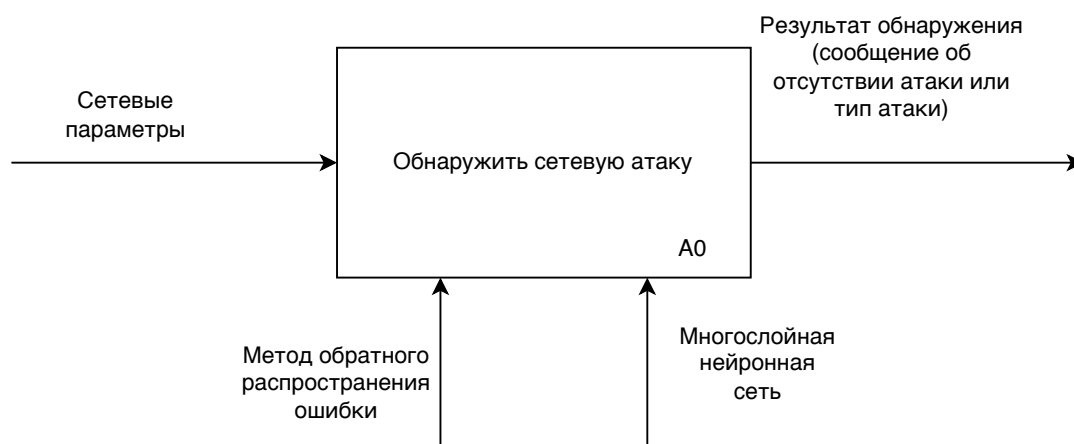 Результат обнаружения
(сообщение об
отсутствии атаки или
тип атаки)
Сетевые
параметры
Обнаружить сетевую атаку
A0
Метод обратного
распространения
ошибки
Многослойная
нейронная
сеть